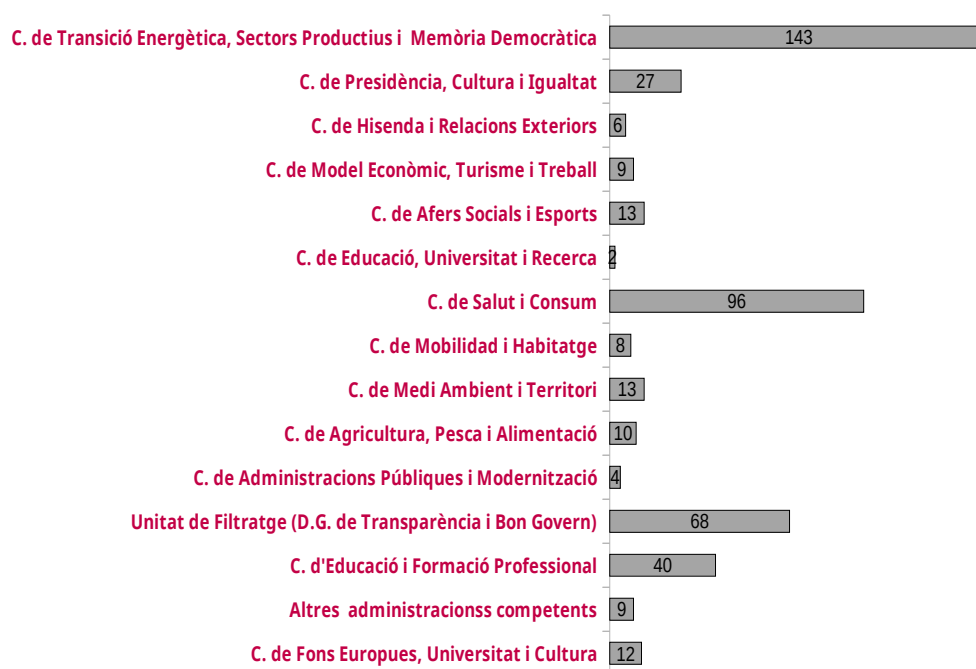 C. de Transició Energètica, Sectors Productius i  Memòria Democràtica 143
C. de Presidència, Cultura i Igualtat 27
C. de Hisenda i Relacions Exteriors 6
C. de Model Econòmic, Turisme i Treball 9
C. de Afers Socials i Esports 13
C. de Educació, Universitat i Recerca 2
C. de Salut i Consum 96
C. de Mobilidad i Habitatge 8
C. de Medi Ambient i Territori 13
C. de Agricultura, Pesca i Alimentació 10
C. de Administracions Públiques i Modernització 4
Unitat de Filtratge (D.G. de Transparència i Bon Govern) 68
C. d'Educació i Formació Professional 40
Altres  administracionss competents 9
C. de Fons Europues, Universitat i Cultura 12